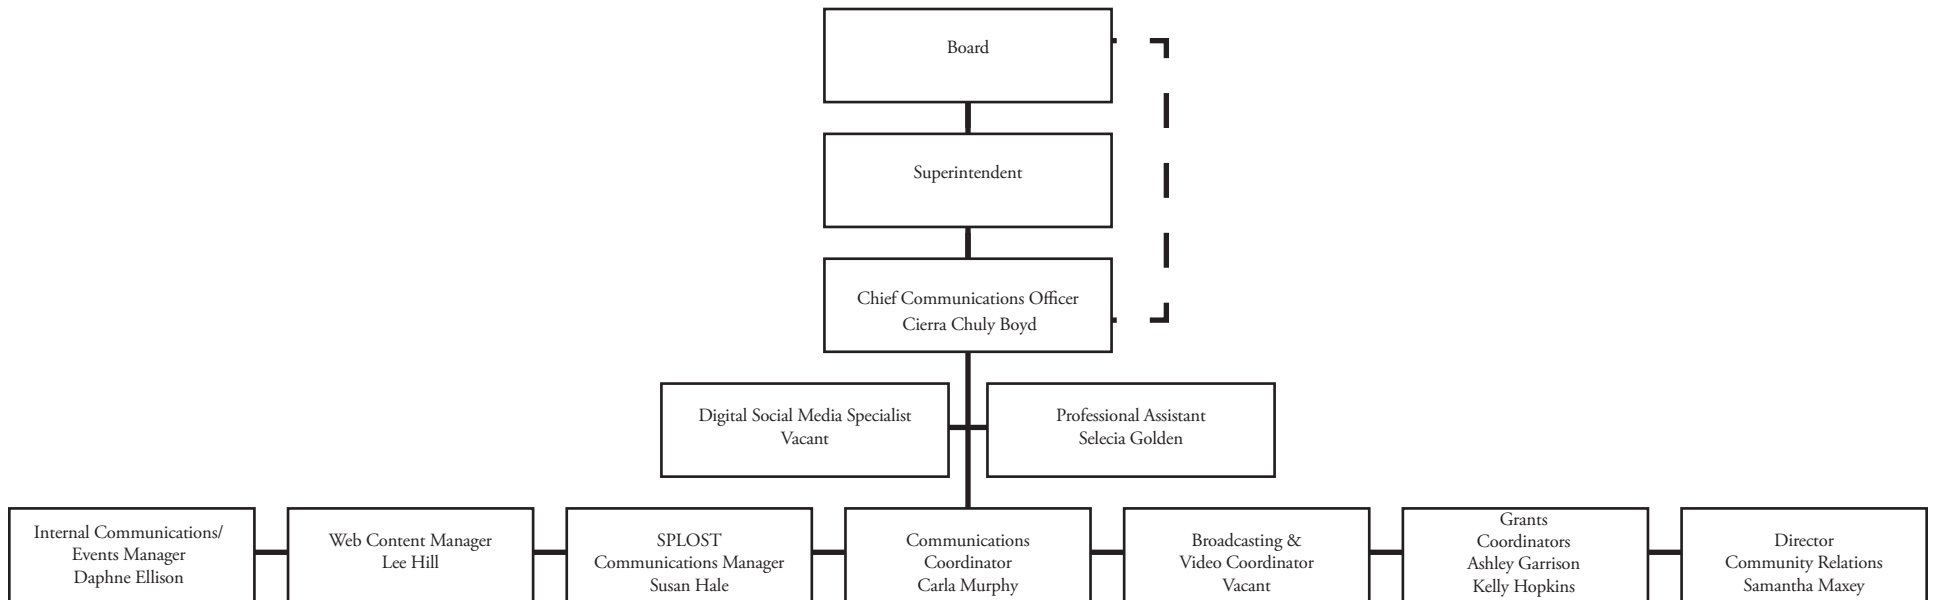 Board
Superintendent
Chief Communications Officer
Cierra Chuly Boyd
Digital Social Media Specialist
Vacant
Professional Assistant
Selecia Golden
Internal Communications/
Events Manager
Daphne Ellison
Web Content Manager
Lee Hill
SPLOST
Communications Manager
Susan Hale
Communications
Coordinator
Carla Murphy
Broadcasting &
Video Coordinator
Vacant
Grants
Coordinators
Ashley Garrison
Kelly Hopkins
Director
Community Relations
Samantha Maxey